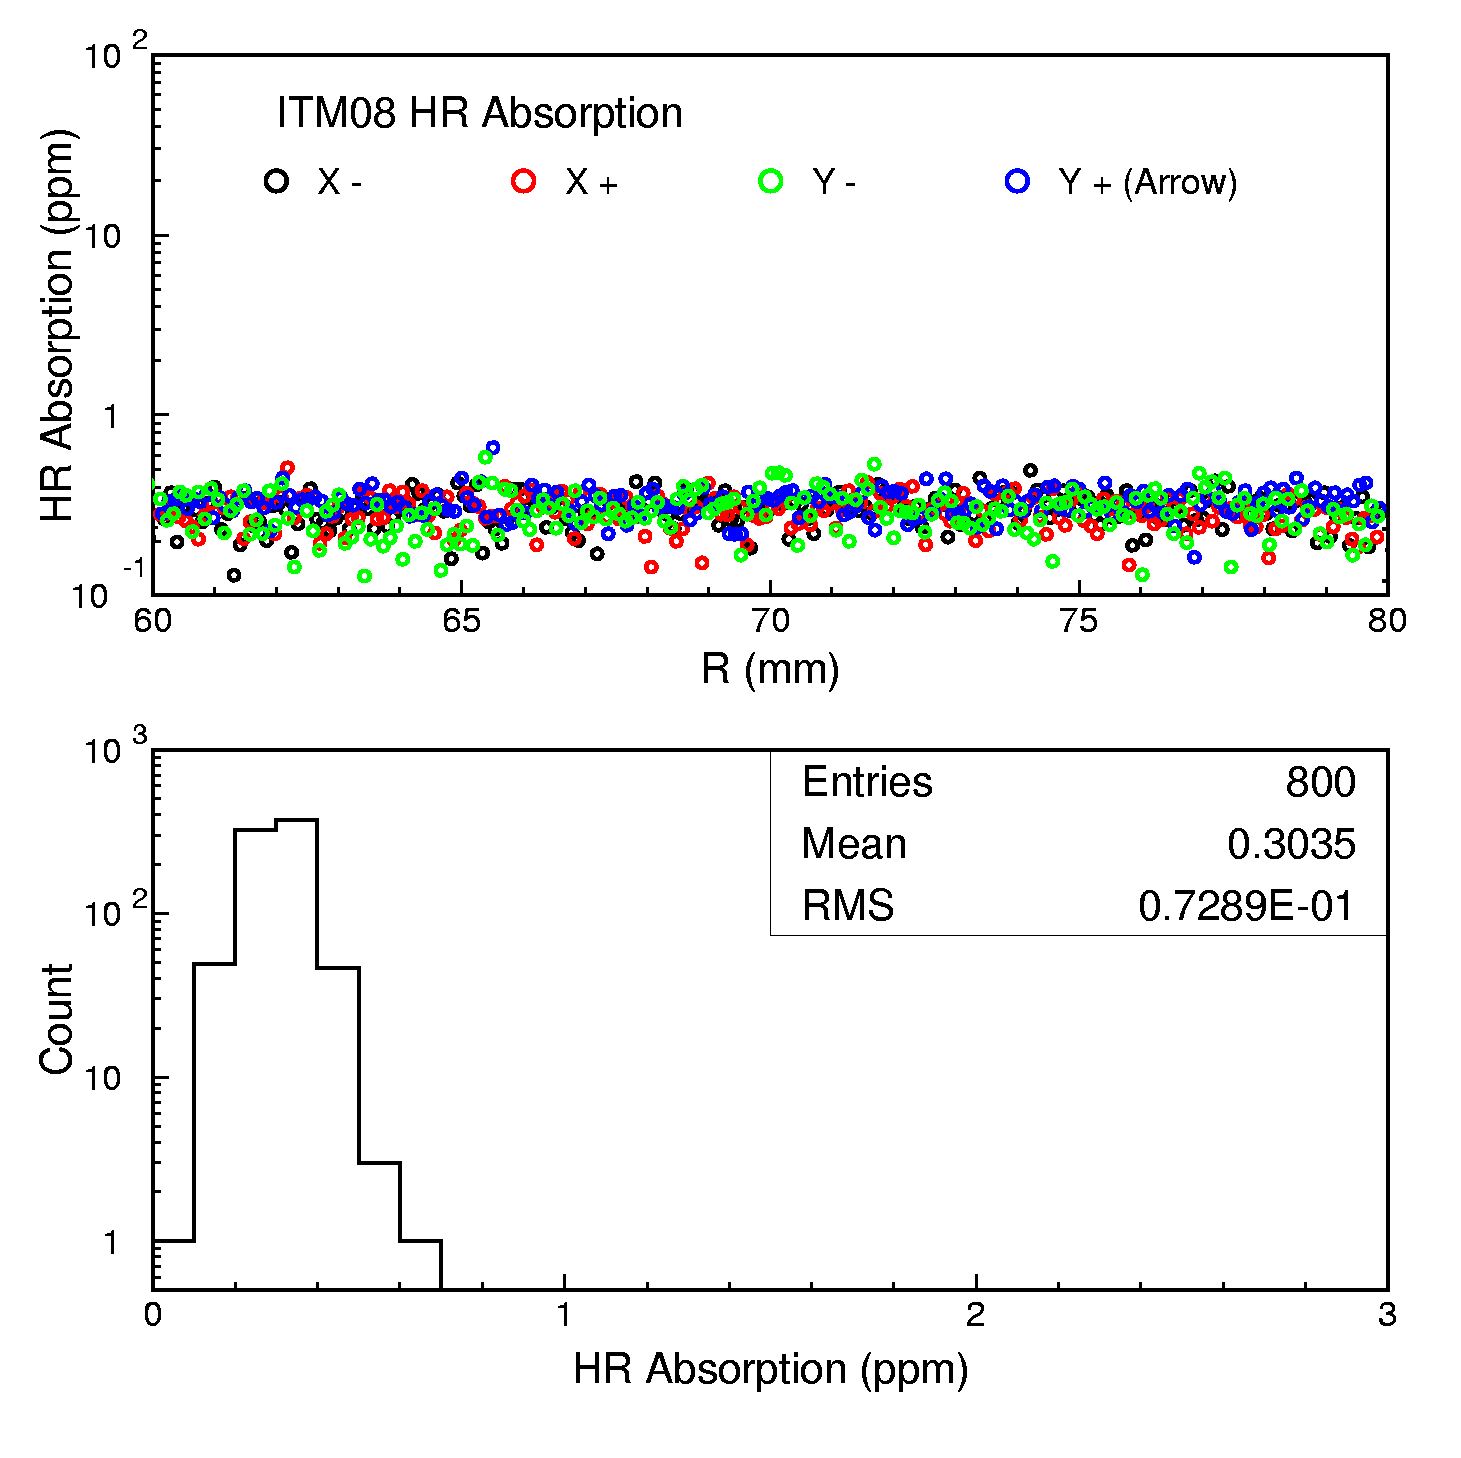 10 2
ITM08 HR Absorption
X - X + Y - Y + (Arrow)
10
1
10 -1
HR Absorption (ppm)
60 65 70 75 80
R (mm)
10 3
Entries 800
Mean 0.3035
RMS 0.7289E-01
10 2
10
1
Count
0 1 2 3
HR Absorption (ppm)